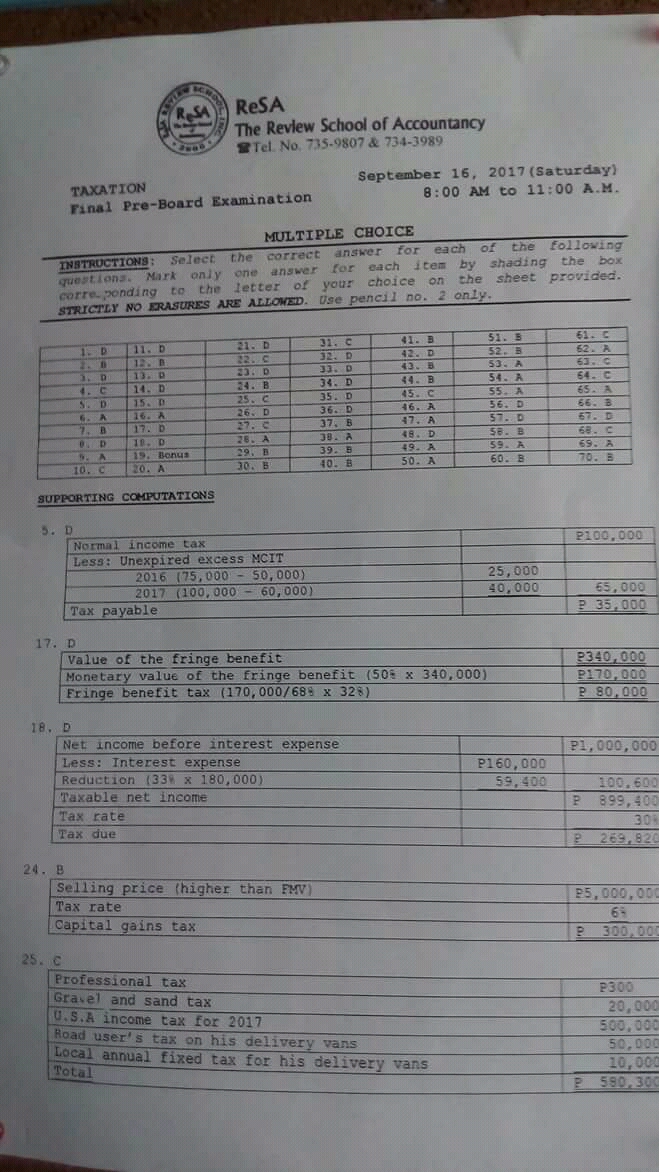 ReSA
The Review School of Accountancy
☎Tel. No. 735-9807 & 734-3989
TAXATION
September 16, 2017(Saturday)
Final Pre-Board Examination
8:00 AM to 11:00 A.M.
MULTIPLE CHOICE
INSTRUCTIONS: Select the correct answer for each of the following
questions. Mark only one answer for each item by shading the box
corresponding to the letter of your choice on the sheet provided.
STRICTLY NO ERASURES ARE ALLOWED. Use pencil no. 2 only.
1. D 11. D 21. D 31. C 41. B 51. B 61. C
2. B 12. B 22. C 32. D 42. D 52. B 62. A
3. D 13. D 23. D 33. D 43. B 53. A 63. C
4. C 14. D 24. B 34. D 44. B 54. A 64. C
5. D 15. D 25. C 35. D 45. C 55. A 65. A
6. A 16. A 26. D 36. D 46. A 56. D 66. B
7. B 17. D 27. C 37. B 47. A 57. D 67. D
8. D 18. D 28. A 38. A 48. D 58. B 68. C
9. A 19. Bonus 29. B 39. B 49. A 59. A 69. A
10. C 20. A 30. B 40. B 50. A 60. B 70. B
SUPPORTING COMPUTATIONS
5. D
Normal income tax P100,000
Less: Unexpired excess MCIT
2016 (75,000 - 50,000) 25,000
2017 (100,000 - 60,000) 40,000 65,000
Tax payable P 35,000
17. D
Value of the fringe benefit P340,000
Monetary value of the fringe benefit (50% x 340,000) P170,000
Fringe benefit tax (170,000/68% x 32%) P 80,000
18. D
Net income before interest expense P1,000,000
Less: Interest expense P160,000
Reduction (33% x 180,000) 59,400 100,600
Taxable net income P 899,400
Tax rate 30%
Tax due P 269,820
24. B
Selling price (higher than FMV) P5,000,000
Tax rate 6%
Capital gains tax P 300,000
25. C
Professional tax P300
Gravel and sand tax 20,000
U.S.A income tax for 2017 500,000
Road user's tax on his delivery vans 50,000
Local annual fixed tax for his delivery vans 10,000
Total P 580,300